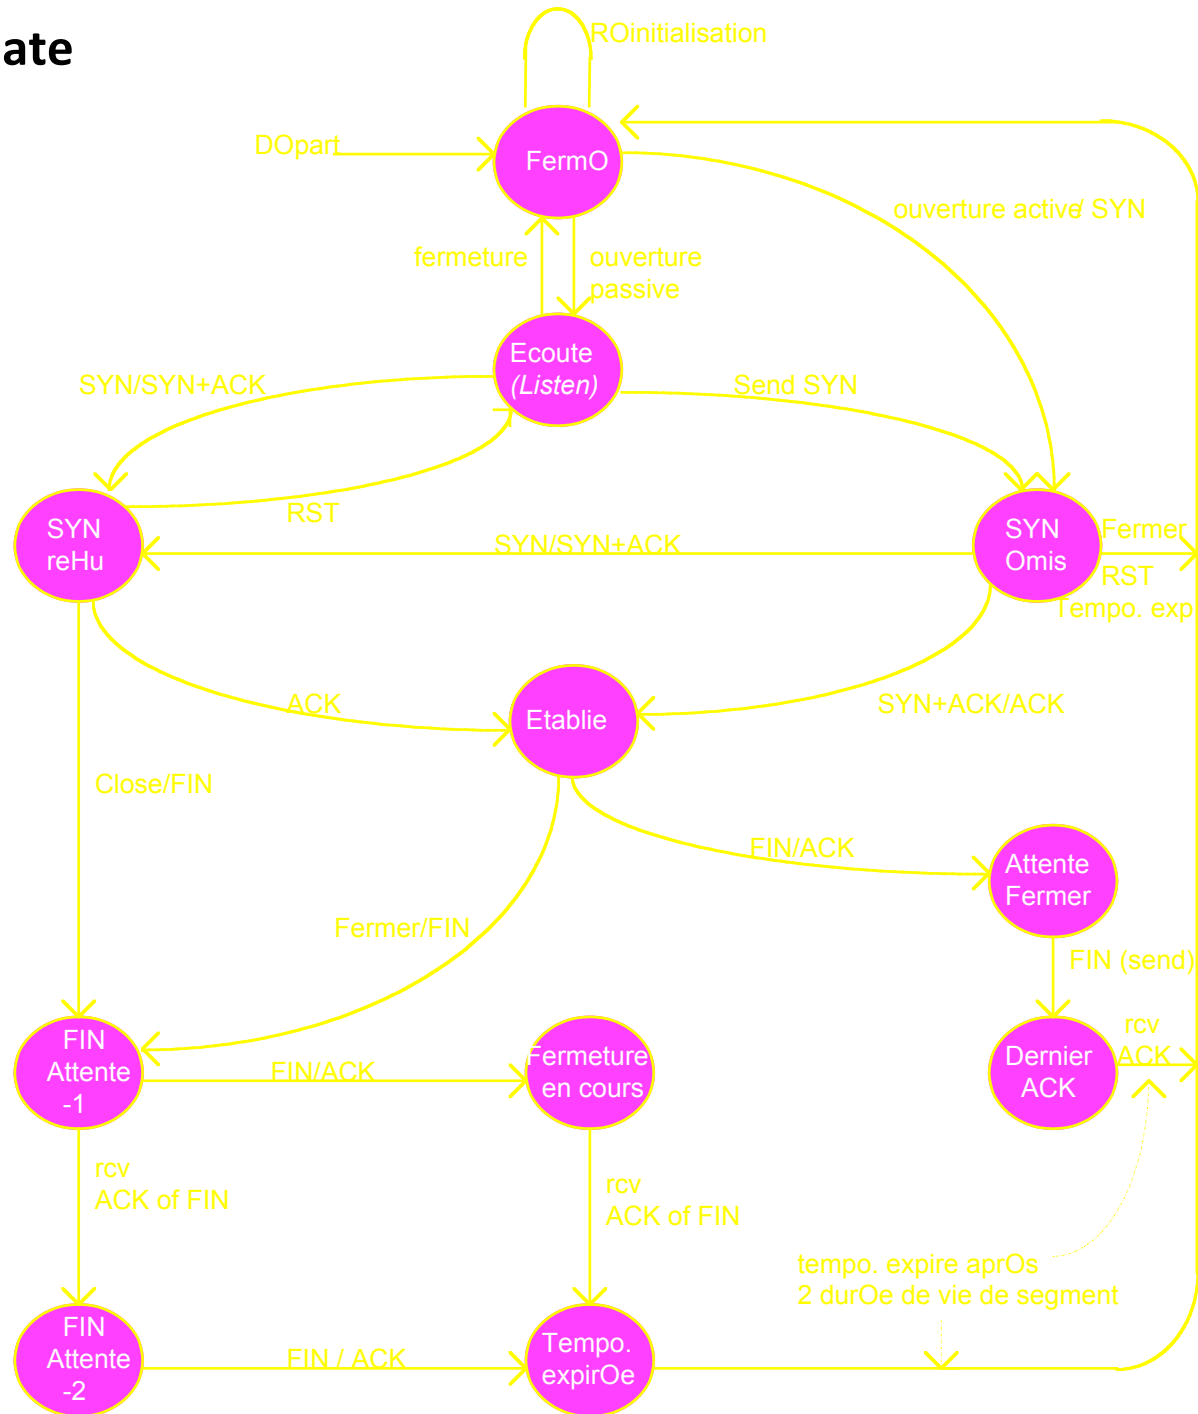 ate
ROinitialisation
DOpart
FermO
ouverture active/ SYN
fermeture
ouverture
passive
Ecoute
(Listen)
SYN/SYN+ACK
Send SYN
RST
SYN
reHu
SYN/SYN+ACK
SYN
Omis
Fermer
RST
Tempo. exp
ACK
Etablie
SYN+ACK/ACK
Close/FIN
FIN/ACK
Attente
Fermer
Fermer/FIN
FIN (send)
FIN
Attente
-1
FIN/ACK
Fermeture
en cours
Dernier
ACK
rcv
ACK
rcv
ACK of FIN
rcv
ACK of FIN
tempo. expire aprOs
2 durOe de vie de segment
FIN
Attente
-2
FIN / ACK
Tempo.
expirOe